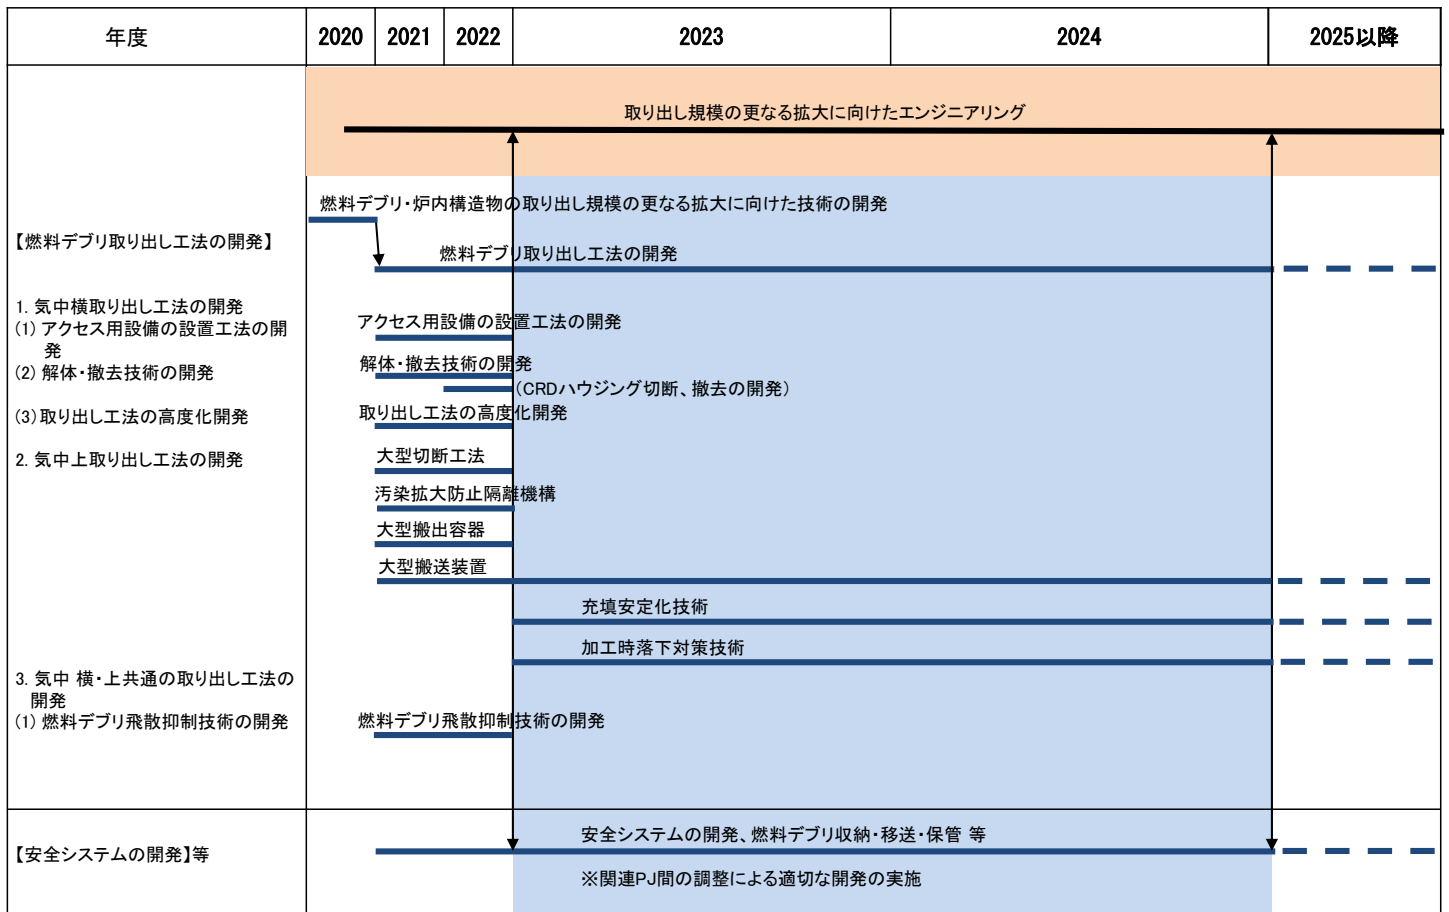 年度 2020 2021 2022 2023 2024 2025以降
取り出し規模の更なる拡大に向けたエンジニアリング
燃料デブリ・炉内構造物の取り出し規模の更なる拡大に向けた技術の開発
【燃料デブリ取り出し工法の開発】
燃料デブリ取り出し工法の開発
1. 気中横取り出し工法の開発
(1) アクセス用設備の設置工法の開
発
アクセス用設備の設置工法の開発
(2) 解体・撤去技術の開発
解体・撤去技術の開発
(CRDハウジング切断、撤去の開発)
(3)取り出し工法の高度化開発
取り出し工法の高度化開発
2. 気中上取り出し工法の開発
大型切断工法
汚染拡大防止隔離機構
大型搬出容器
大型搬送装置
充填安定化技術
加工時落下対策技術
3. 気中 横・上共通の取り出し工法の
開発
(1) 燃料デブリ飛散抑制技術の開発
燃料デブリ飛散抑制技術の開発
【安全システムの開発】等
安全システムの開発、燃料デブリ収納・移送・保管 等
※関連PJ間の調整による適切な開発の実施